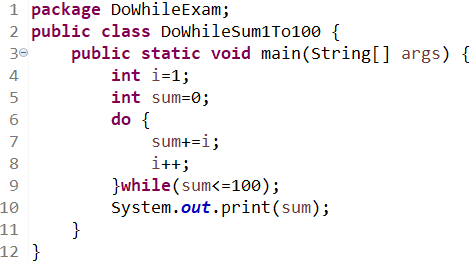 1 package DoWhileExam;
2 public class DoWhileSum1To100 {
3 public static void main(String[] args) {
4 int i=1;
5 int sum=0;
6 do {
7 sum+=i;
8 i++;
9 }while(sum<=100);
10 System.out.print(sum);
11 }
12 }